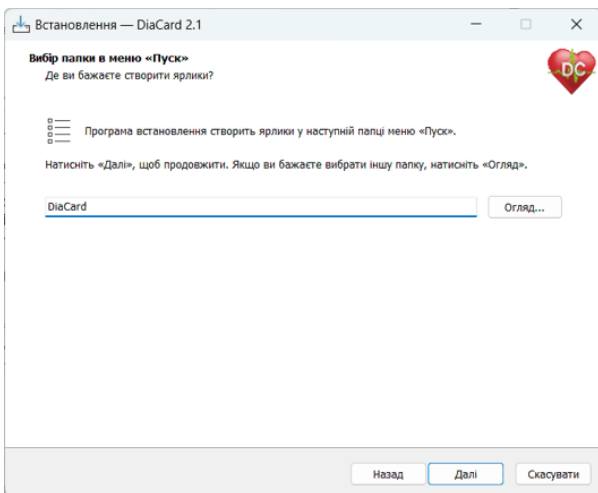 Встановлення — DiaCard 2.1
Вибір папки в меню «Пуск»
Де ви бажаєте створити ярлики?
DC
Програма встановлення створить ярлики у наступній папці меню «Пуск».
Натисніть «Далі», щоб продовжити. Якщо ви бажаєте вибрати іншу папку, натисніть «Огляд».
DiaCard
Огляд...
Назад
Далі
Скасувати